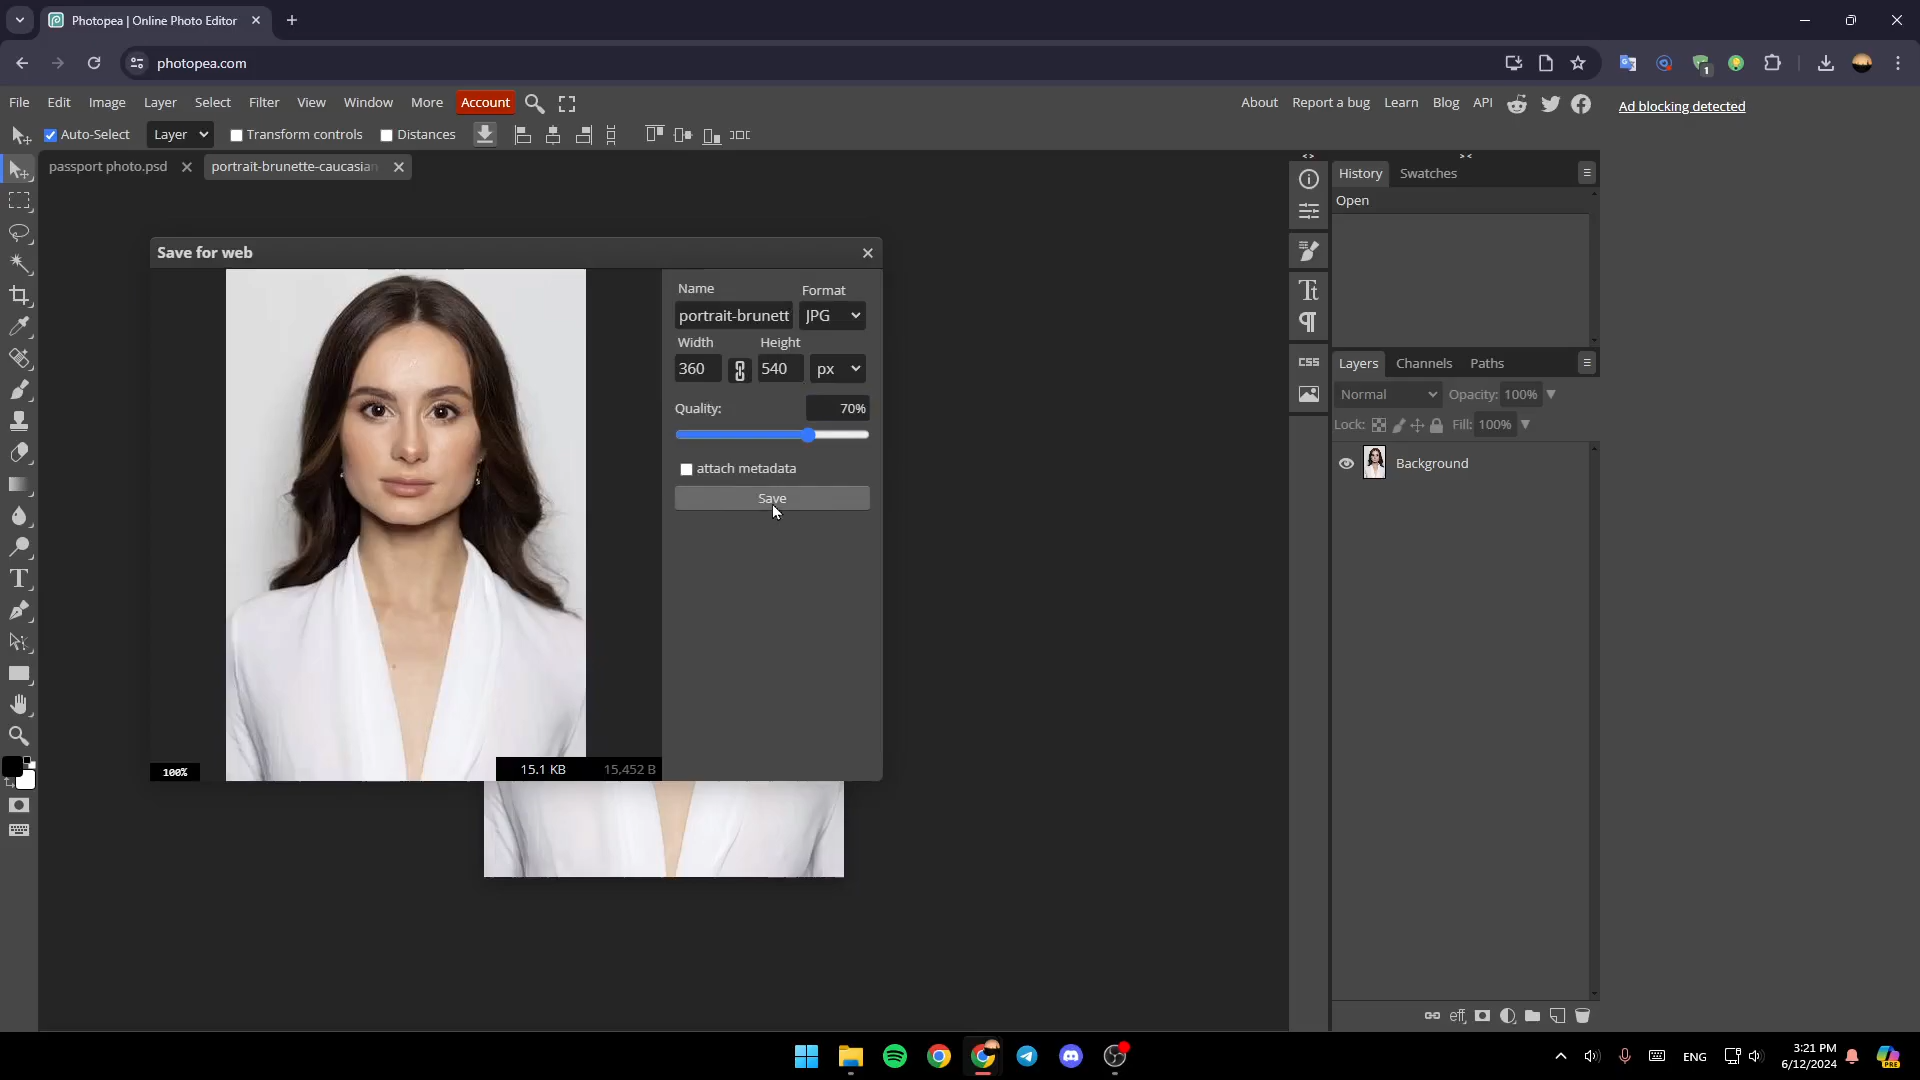 Photopea | Online Photo Editor
photopea.com
1
File Edit Image Layer Select Filter View Window More Account
About Report a bug Learn Blog API
Ad blocking detected
Auto-Select Layer Transform controls Distances
passport photo.psd
portrait-brunette-caucasian
History Swatches
Open
Save for web
Name Format
portrait-brunett JPG
Width Height
360 540 px
Quality: 70%
attach metadata
Save
100%
15.1 KB 15,452 B
CSS
Layers Channels Paths
Normal Opacity: 100%
Lock: Fill: 100%
Background
eff
ENG
3:21 PM
6/12/2024
PRE